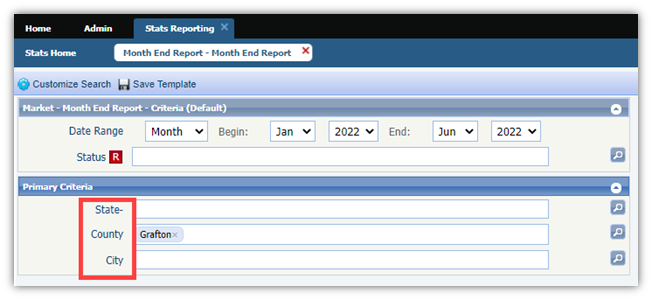 Home Admin Stats Reporting ×
Stats Home Month End Report - Month End Report ×
Customize Search Save Template
Market - Month End Report - Criteria (Default)
Date Range Month Begin: Jan 2022 End: Jun 2022
Status R
Primary Criteria
State-
County Grafton×
City